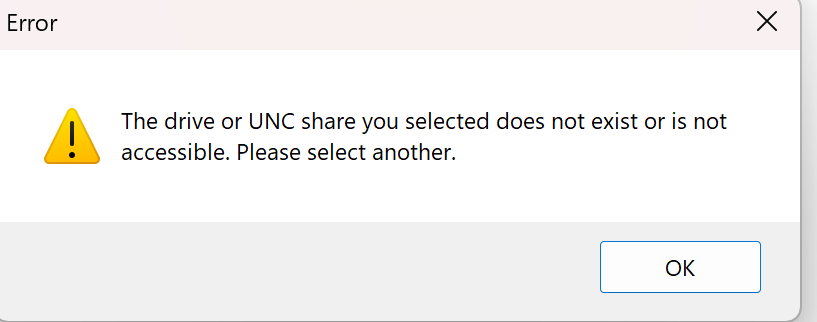 Error
The drive or UNC share you selected does not exist or is not
accessible. Please select another.
OK